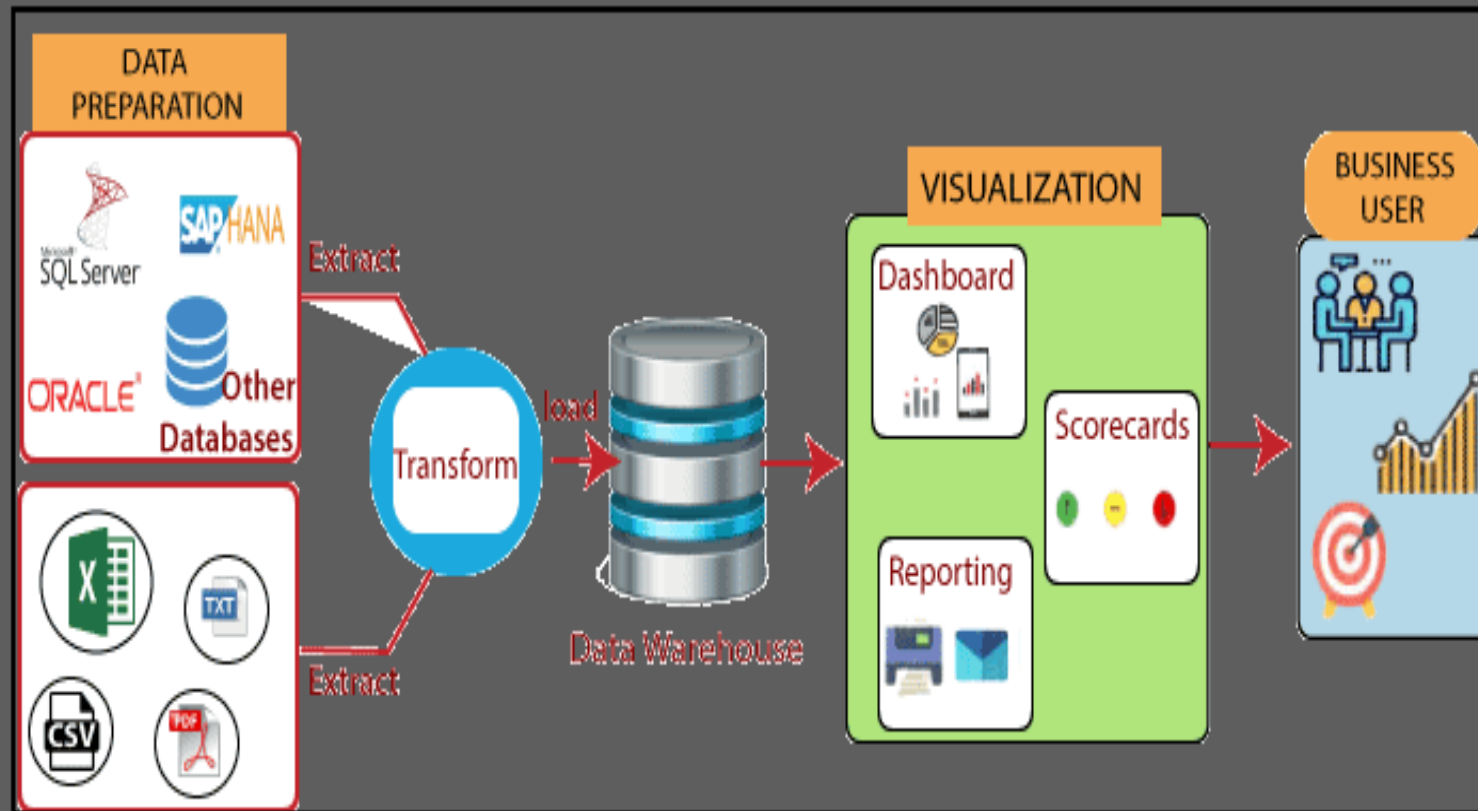 DATA
PREPARATION
Microsoft
SQL Server
SAP HANA
ORACLE
Other
Databases
X
TXT
CSV
PDF
Extract
Extract
Transform
load
Data Warehouse
VISUALIZATION
Dashboard
Scorecards
Reporting
BUSINESS
USER